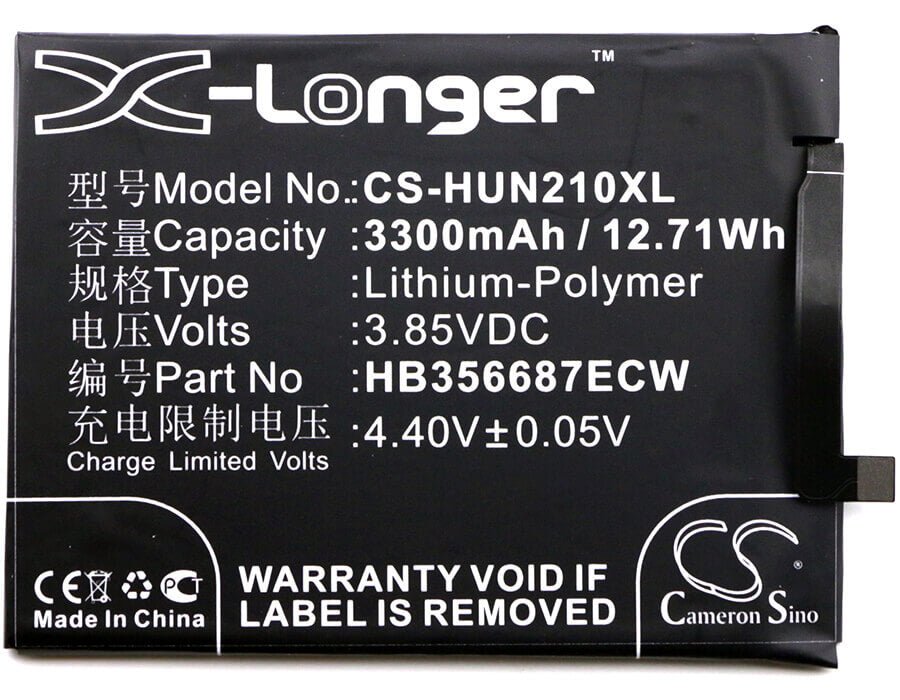 X-Longer™
型号Model No.:CS-HUN210XL
容量Capacity :3300mAh / 12.71Wh
规格Type :Lithium-Polymer
电压Volts :3.85VDC
编号Part No :HB356687ECW
充电限制电压 :4.40V±0.05V
Charge Limited Volts
CE PCT
Made in China
WARRANTY VOID IF
LABEL IS REMOVED
CS ®
Cameron Sino